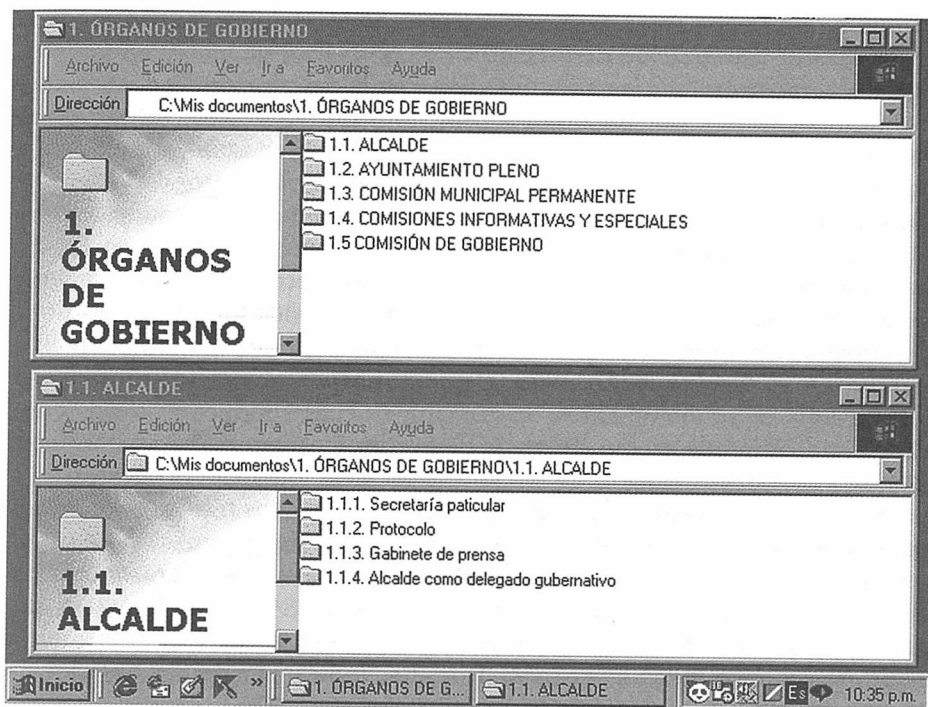 1. ÓRGANOS DE GOBIERNO
Archivo Edición Ver Ir a Favoritos Ayuda
Dirección C:\Mis documentos\1. ÓRGANOS DE GOBIERNO
1.
ÓRGANOS
DE
GOBIERNO
1.1. ALCALDE
1.2. AYUNTAMIENTO PLENO
1.3. COMISIÓN MUNICIPAL PERMANENTE
1.4. COMISIONES INFORMATIVAS Y ESPECIALES
1.5 COMISIÓN DE GOBIERNO
1.1. ALCALDE
Archivo Edición Ver Ir a Favoritos Ayuda
Dirección C:\Mis documentos\1. ÓRGANOS DE GOBIERNO\1.1. ALCALDE
1.1.
ALCALDE
1.1.1. Secretaría paticular
1.1.2. Protocolo
1.1.3. Gabinete de prensa
1.1.4. Alcalde como delegado gubernativo
Inicio » 1. ÓRGANOS DE G... 1.1. ALCALDE Es 10:35 p.m.